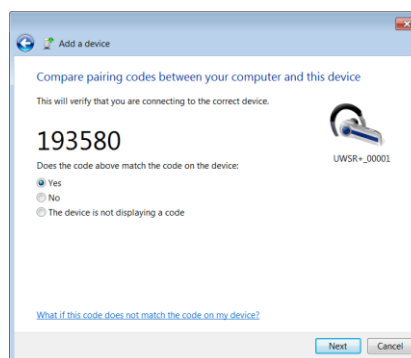 Add a device
Compare pairing codes between your computer and this device
This will verify that you are connecting to the correct device.
193580
UWSR+_00001
Does the code above match the code on the device:
Yes
No
The device is not displaying a code
What if this code does not match the code on my device?
Next
Cancel